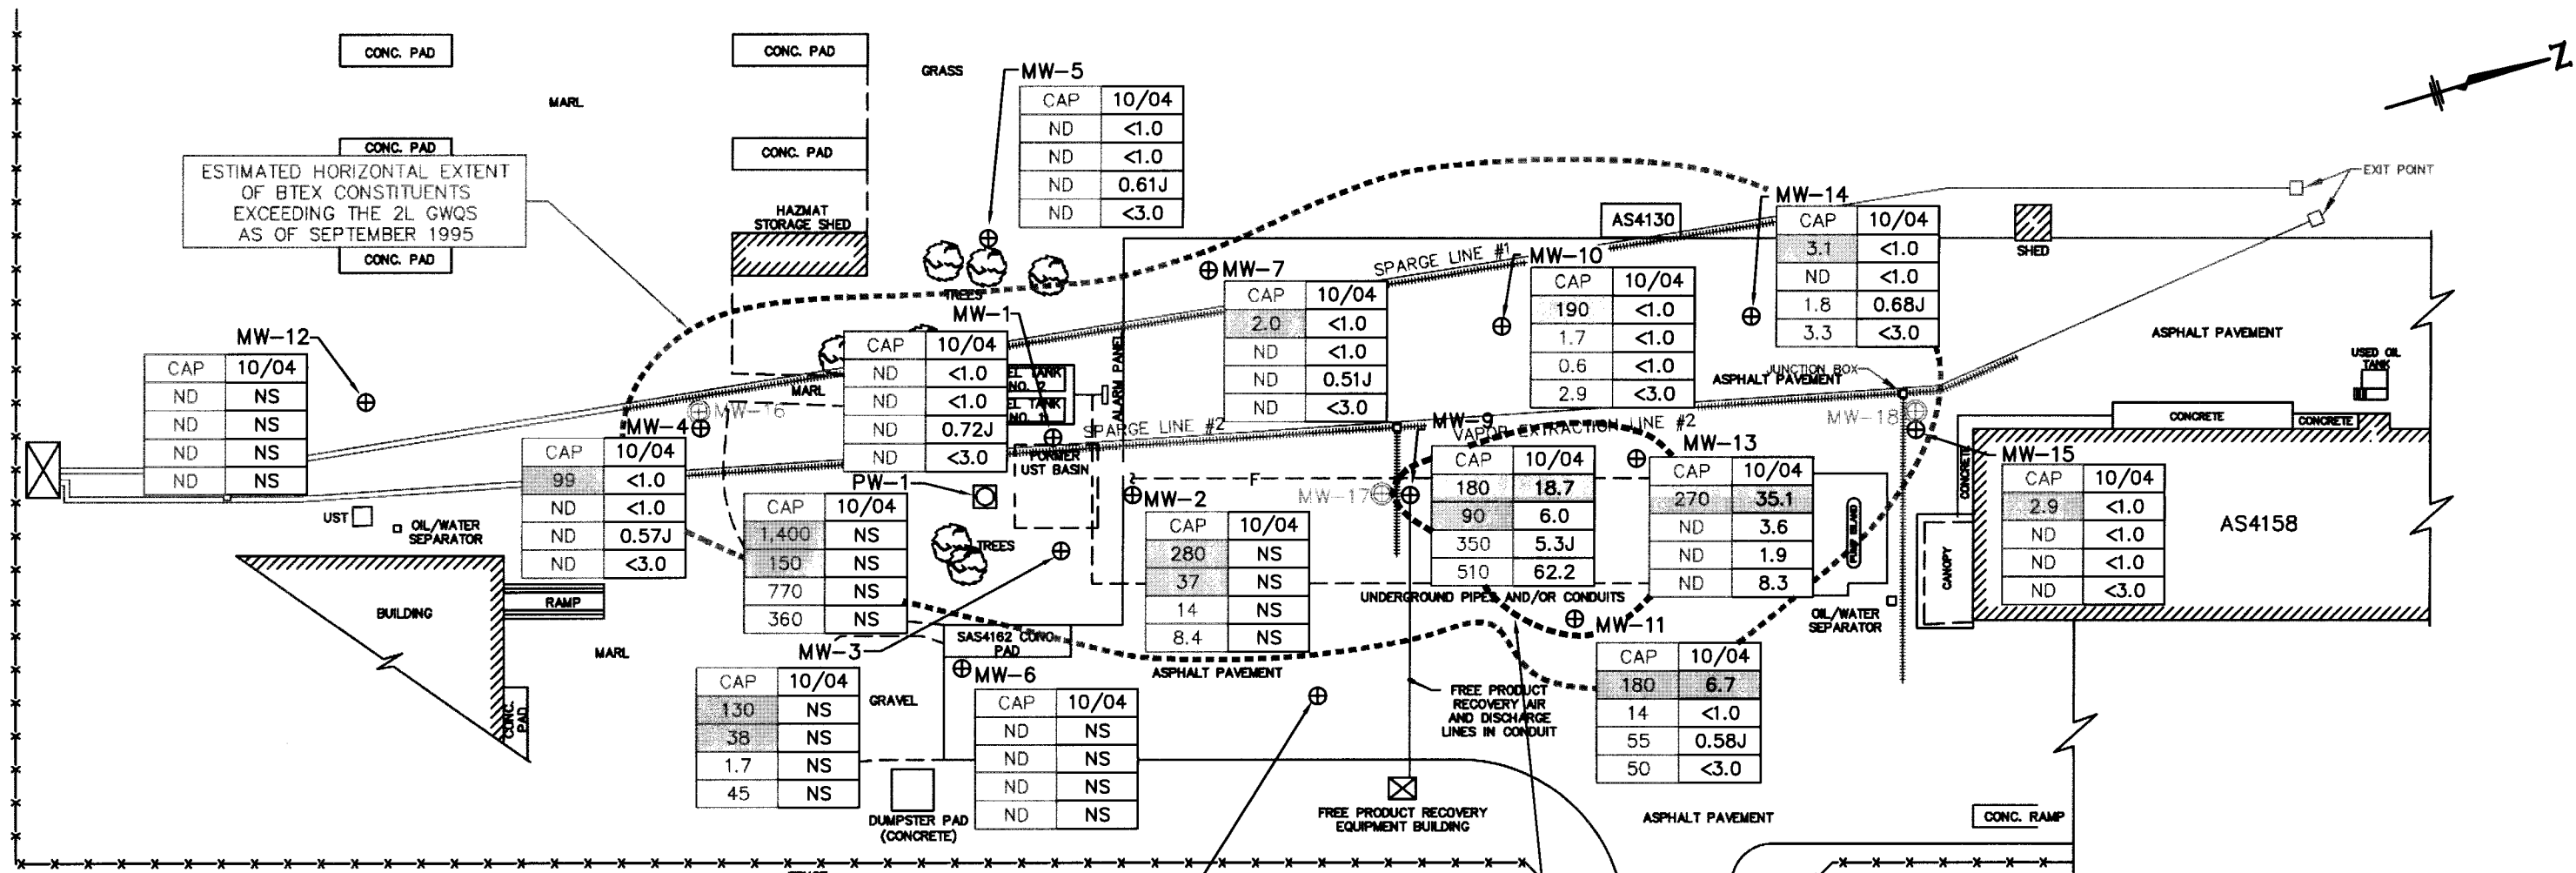 CONC. PAD
CONC. PAD
GRASS
MARL
Z
CONC. PAD
CONC. PAD
ESTIMATED HORIZONTAL EXTENT
OF BTEX CONSTITUENTS
EXCEEDING THE 2L GWQS
AS OF SEPTEMBER 1995
CONC. PAD
HAZMAT
STORAGE SHED
MW-5
CAP 10/04
ND <1.0
ND <1.0
ND 0.61J
ND <3.0
TREES
EXIT POINT
SHED
AS4130
MW-14
CAP 10/04
3.1 <1.0
ND <1.0
1.8 0.68J
3.3 <3.0
SPARGE LINE #1
MW-10
CAP 10/04
190 <1.0
1.7 <1.0
0.6 <1.0
2.9 <3.0
MW-7
CAP 10/04
2.0 <1.0
ND <1.0
ND 0.51J
ND <3.0
MW-1
CAP 10/04
ND <1.0
ND <1.0
ND 0.72J
ND <3.0
EL TANK
NO. 2
EL TANK
NO. 1
ALARM PANEL
MARL
MW-12
CAP 10/04
ND NS
ND NS
ND NS
ND NS
MW-16
MW-4
CAP 10/04
99 <1.0
ND <1.0
ND 0.57J
ND <3.0
SPARGE LINE #2
FORMER
UST BASIN
JUNCTION BOX
ASPHALT PAVEMENT
ASPHALT PAVEMENT
USED OIL
TANK
CONCRETE
CONCRETE
CONCRETE
MW-18
MW-15
CAP 10/04
2.9 <1.0
ND <1.0
ND <1.0
ND <3.0
AS4158
CANOPY
VAPOR EXTRACTION LINE #2
MW-9
CAP 10/04
180 18.7
90 6.0
350 5.3J
510 62.2
MW-13
CAP 10/04
270 35.1
ND 3.6
ND 1.9
ND 8.3
PUMP ISLAND
F
MW-17
MW-2
CAP 10/04
280 NS
37 NS
14 NS
8.4 NS
PW-1
CAP 10/04
1,400 NS
150 NS
770 NS
360 NS
TREES
UST
OIL/WATER
SEPARATOR
BUILDING
RAMP
CONC.
PAD
MARL
UNDERGROUND PIPES AND/OR CONDUITS
OIL/WATER
SEPARATOR
MW-11
CAP 10/04
180 6.7
14 <1.0
55 0.58J
50 <3.0
SAS4162 CONC
PAD
ASPHALT PAVEMENT
MW-3
CAP 10/04
130 NS
38 NS
1.7 NS
45 NS
GRAVEL
MW-6
CAP 10/04
ND NS
ND NS
ND NS
ND NS
FREE PRODUCT
RECOVERY AIR
AND DISCHARGE
LINES IN CONDUIT
DUMPSTER PAD
(CONCRETE)
FREE PRODUCT RECOVERY
EQUIPMENT BUILDING
ASPHALT PAVEMENT
CONC. RAMP